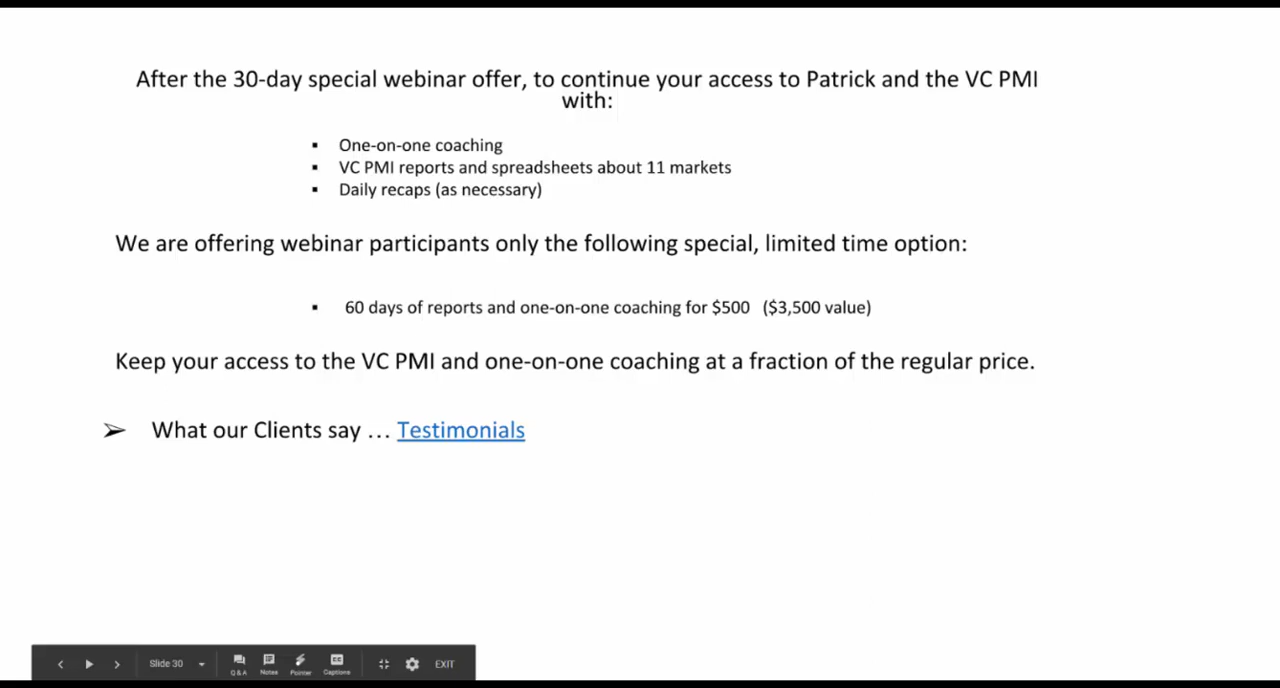 After the 30-day special webinar offer, to continue your access to Patrick and the VC PMI
with:
▪ One-on-one coaching
▪ VC PMI reports and spreadsheets about 11 markets
▪ Daily recaps (as necessary)
We are offering webinar participants only the following special, limited time option:
▪ 60 days of reports and one-on-one coaching for $500 ($3,500 value)
Keep your access to the VC PMI and one-on-one coaching at a fraction of the regular price.
➢ What our Clients say … Testimonials
Slide 30 Q&A Notes Pointer Captions EXIT